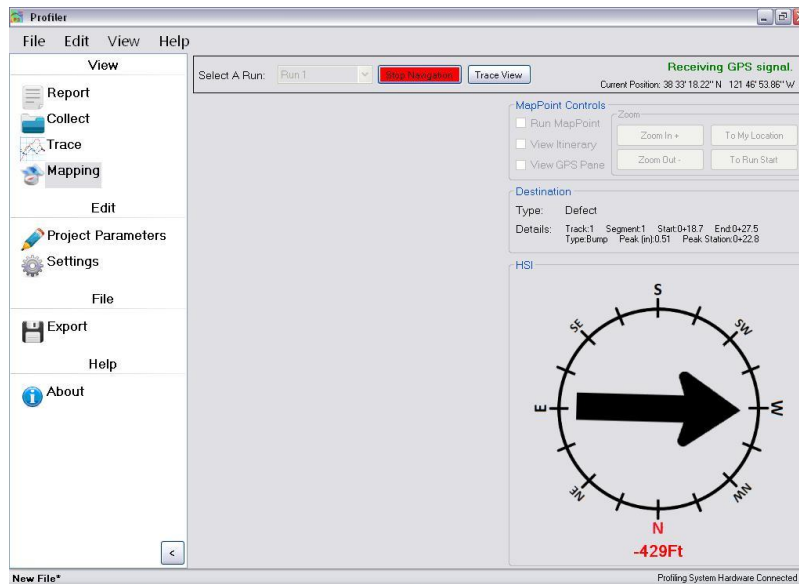 Profiler
File Edit View Help
View
Report
Collect
Trace
Mapping
Edit
Project Parameters
Settings
File
Export
Help
About
<
Select A Run: Run 1 Stop Navigation Trace View
Receiving GPS signal.
Current Position: 38 33' 18.22" N 121 46' 53.86" W
MapPoint Controls
Run MapPoint
View Itinerary
View GPS Pane
Zoom
Zoom In + To My Location
Zoom Out - To Run Start
Destination
Type: Defect
Details: Track:1 Segment:1 Start:0+18.7 End:0+27.5
Type:Bump Peak (in):0.51 Peak Station:0+22.8
HSI
S
SE SW
E W
NE NW
N
-429Ft
New File* Profiling System Hardware Connected